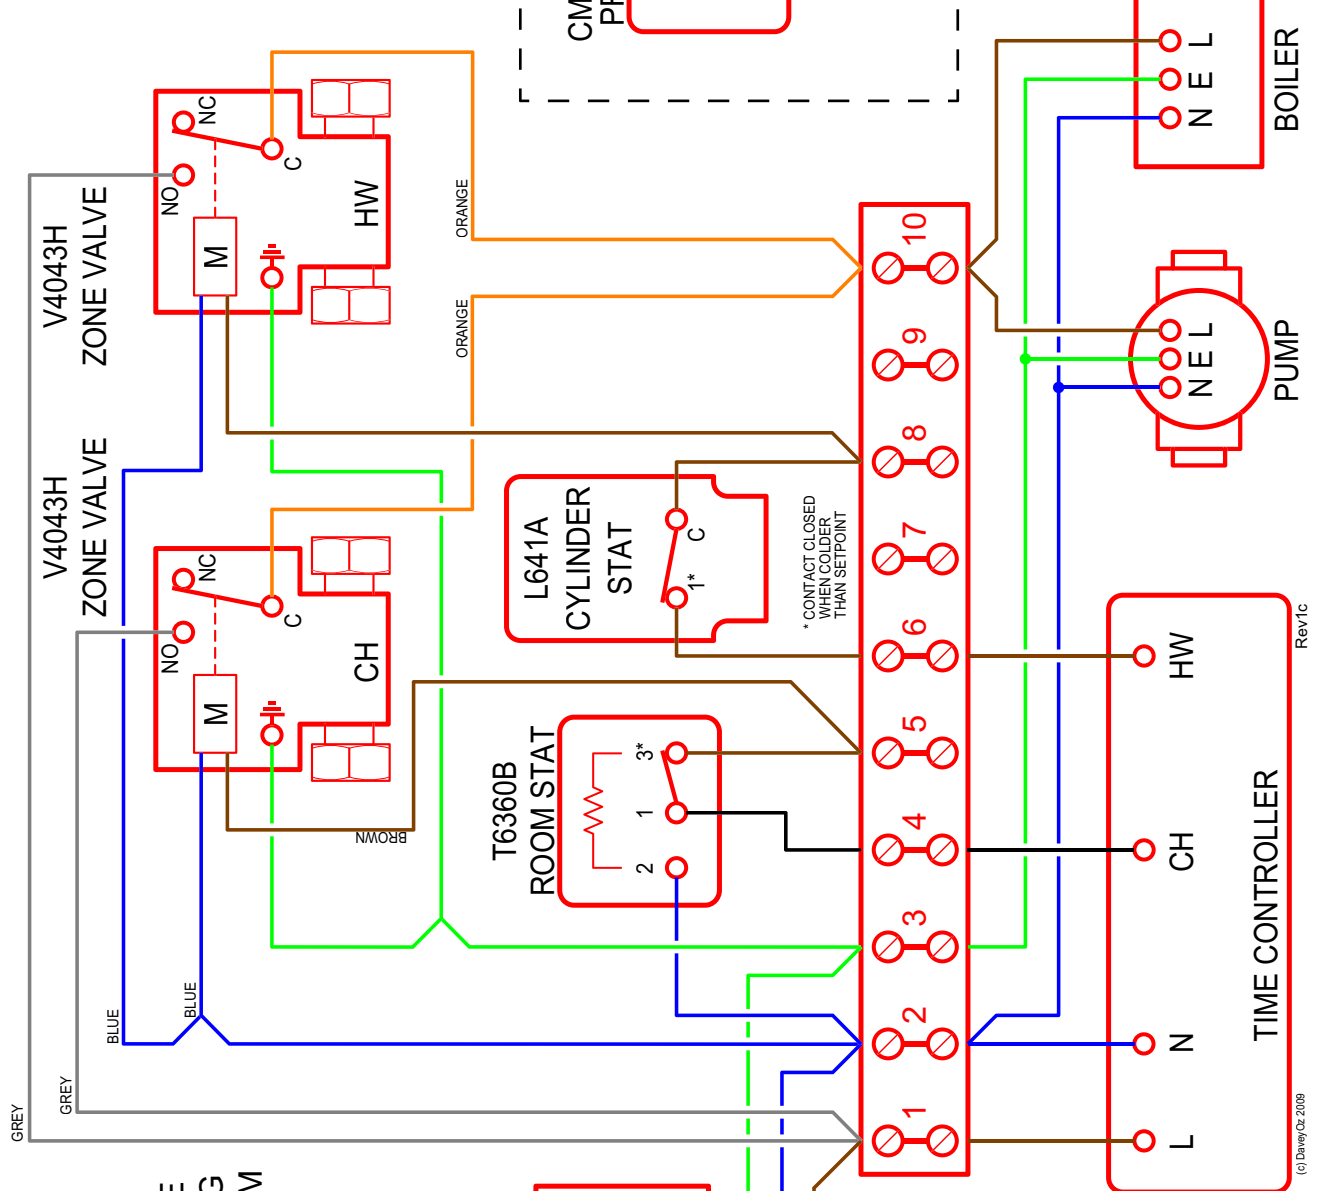 CM
PR
NC
NO
C
M
HW
V4043H
ZONE VALVE
ORANGE
ORANGE
L
E
N
BOILER
10
9
8
7
6
5
4
3
2
1
L
E
N
PUMP
V4043H
ZONE VALVE
NC
NO
C
M
CH
BROWN
L641A
CYLINDER
STAT
C
1*
* CONTACT CLOSED
WHEN COLDER
THAN SETPOINT
T6360B
ROOM STAT
3*
1
2
BLUE
BLUE
GREY
GREY
HW
CH
N
L
TIME CONTROLLER
Rev1c
(c) DaveyOz 2009
E
G
M